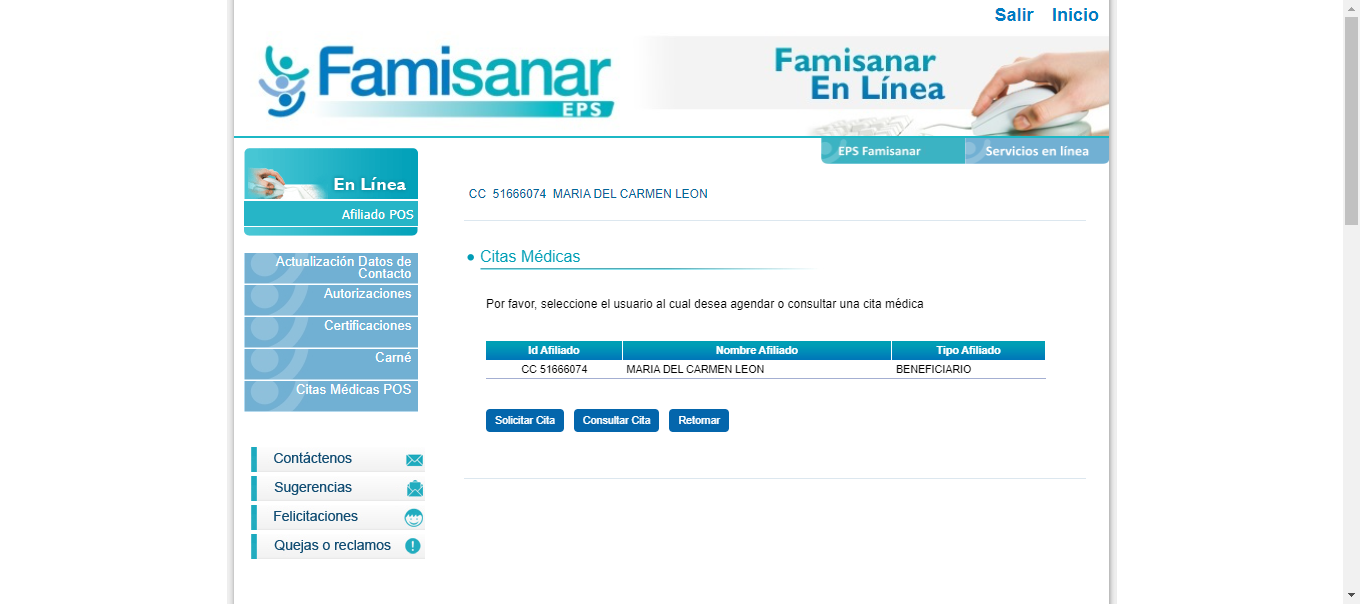 Salir Inicio
Famisanar
EPS
Famisanar
En Línea
EPS Famisanar Servicios en línea
En Línea
Afiliado POS
Actualización Datos de
Contacto
Autorizaciones
Certificaciones
Carné
Citas Médicas POS
Contáctenos
Sugerencias
Felicitaciones
Quejas o reclamos
CC 51666074 MARIA DEL CARMEN LEON
Citas Médicas
Por favor, seleccione el usuario al cual desea agendar o consultar una cita médica
Id Afiliado Nombre Afiliado Tipo Afiliado
CC 51666074 MARIA DEL CARMEN LEON BENEFICIARIO
Solicitar Cita Consultar Cita Retornar